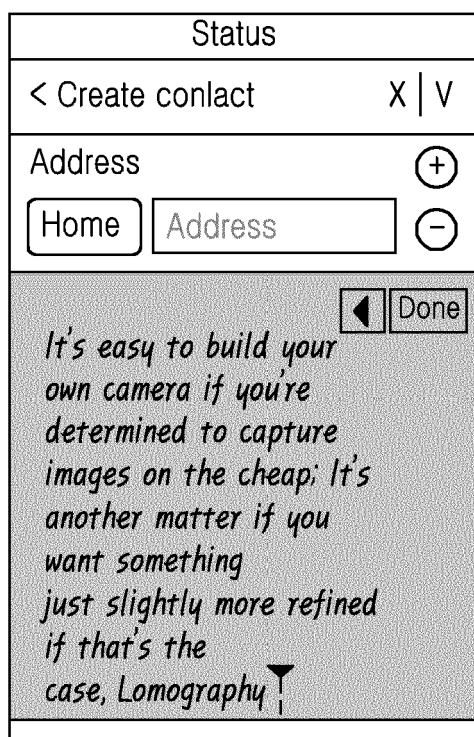 Status
< Create conlact X | V
Address +
Home Address −
Done
It's easy to build your
own camera if you're
determined to capture
images on the cheap; It's
another matter if you
want something
just slightly more refined
if that's the
case, Lomography